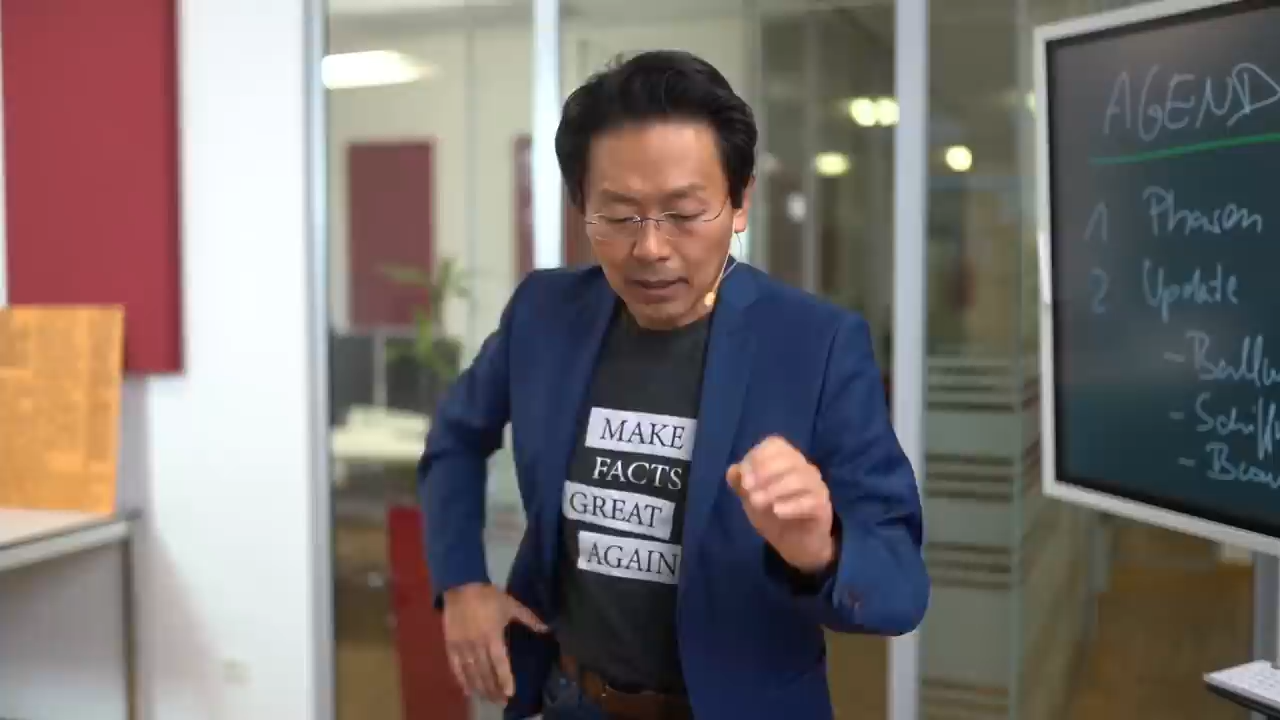 MAKE
FACTS
GREAT
AGAIN
AGEND
1 Phasen
2 Update